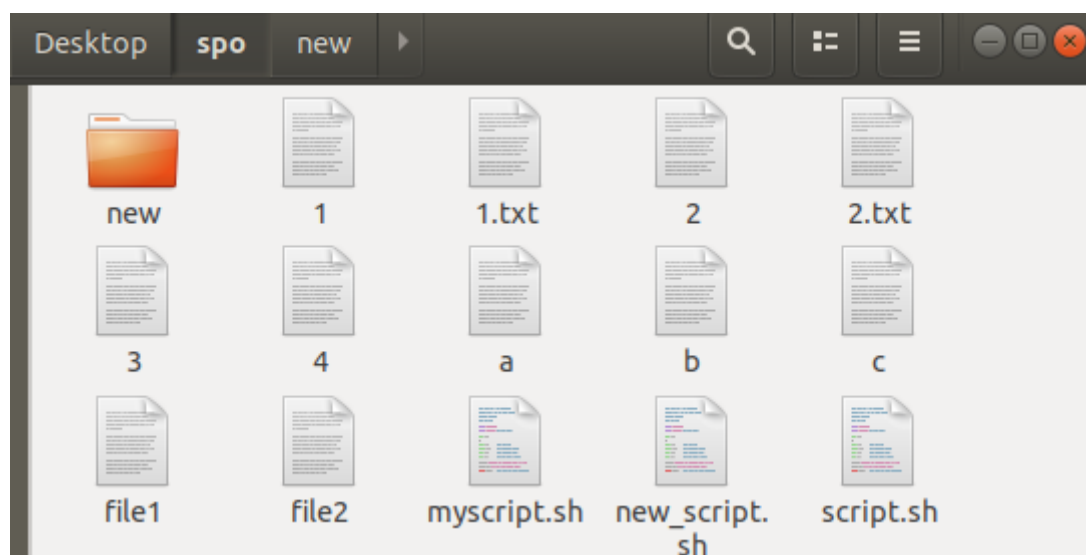 Desktop spo new
new 1 1.txt 2 2.txt
3 4 a b c
file1 file2 myscript.sh new_script. script.sh
sh